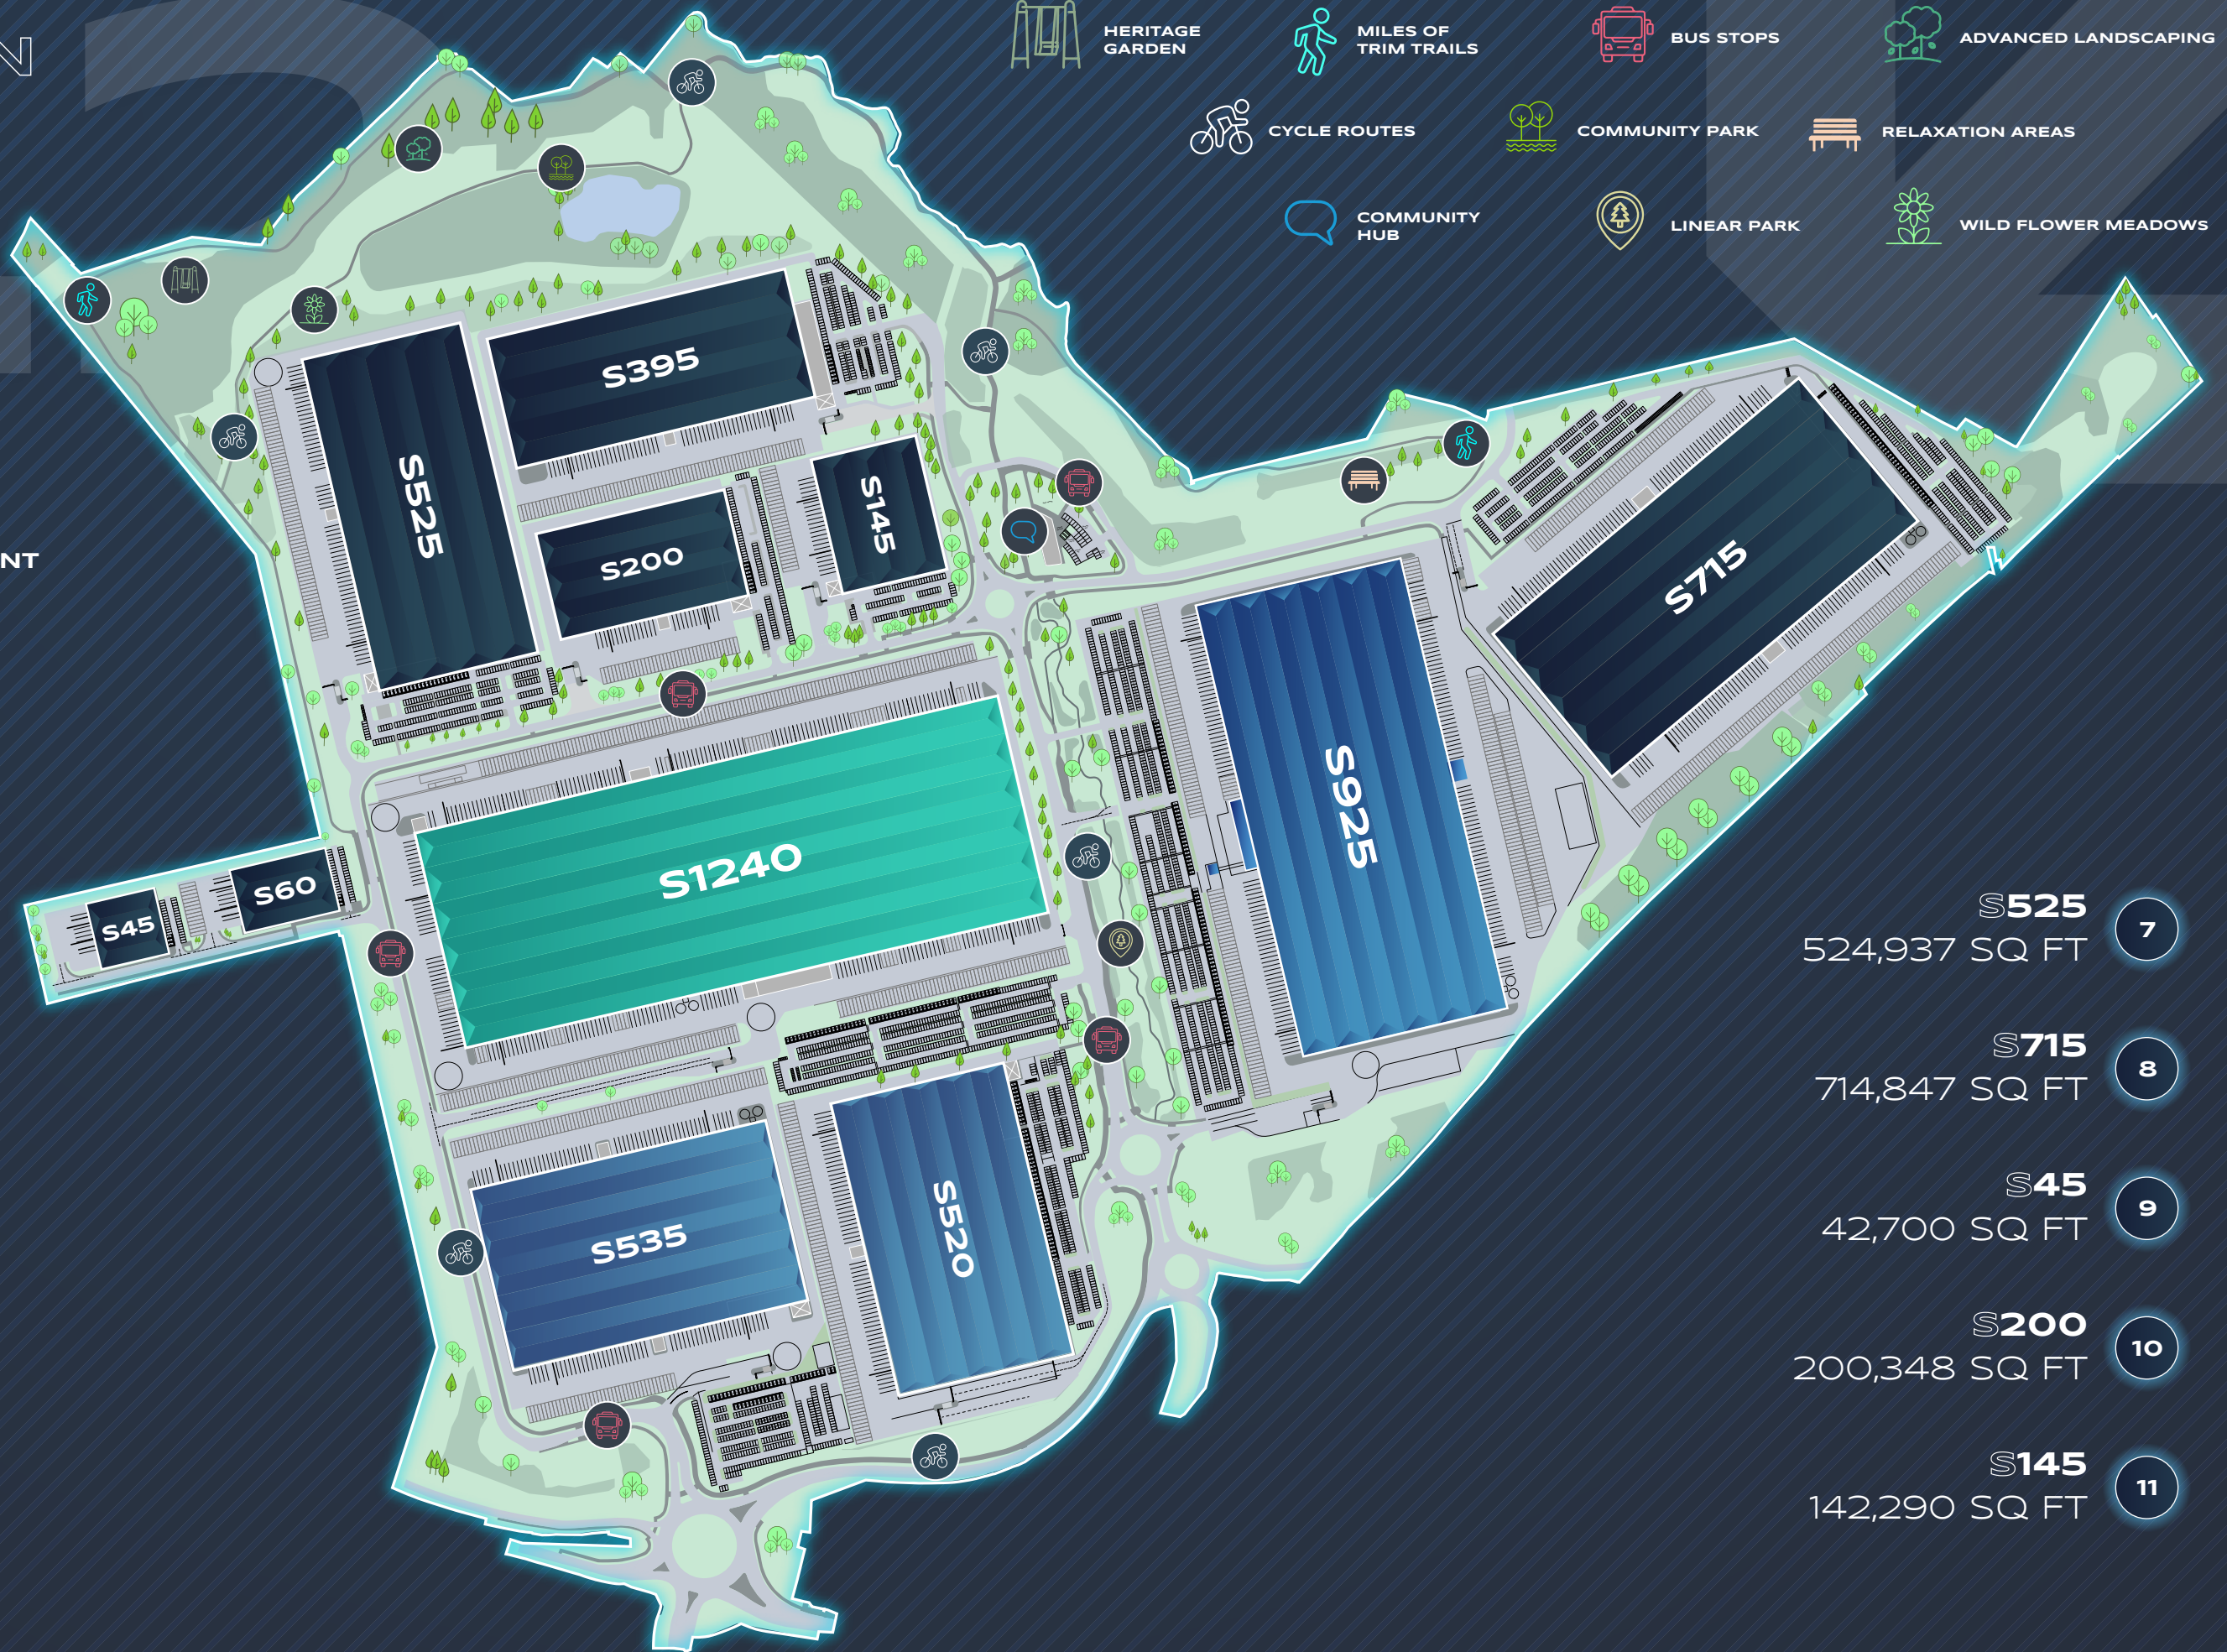 HERITAGE
GARDEN
MILES OF
TRIM TRAILS
BUS STOPS
ADVANCED LANDSCAPING
CYCLE ROUTES
COMMUNITY PARK
RELAXATION AREAS
COMMUNITY
HUB
LINEAR PARK
WILD FLOWER MEADOWS
N
NT
S395
S525
S145
S200
S715
S925
S1240
S60
S45
S535
S520
S525
524,937 SQ FT
7
S715
714,847 SQ FT
8
S45
42,700 SQ FT
9
S200
200,348 SQ FT
10
S145
142,290 SQ FT
11